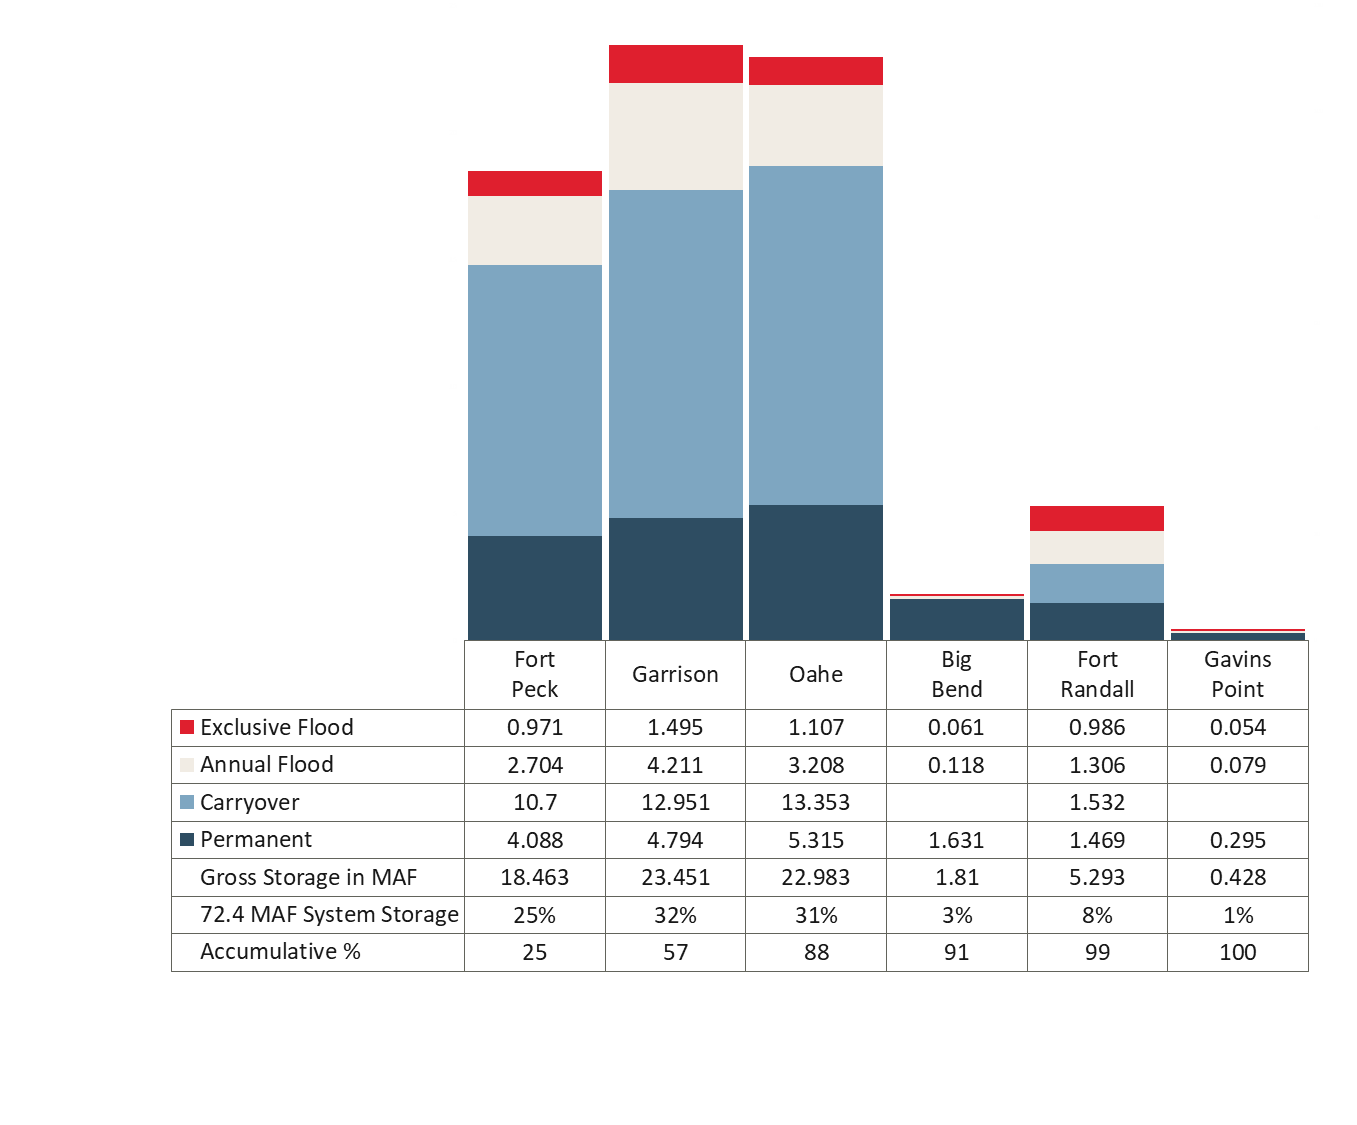 Fort Peck Garrison Oahe Big Bend Fort Randall Gavins Point
Exclusive Flood 0.971 1.495 1.107 0.061 0.986 0.054
Annual Flood 2.704 4.211 3.208 0.118 1.306 0.079
Carryover 10.7 12.951 13.353 1.532
Permanent 4.088 4.794 5.315 1.631 1.469 0.295
Gross Storage in MAF 18.463 23.451 22.983 1.81 5.293 0.428
72.4 MAF System Storage 25% 32% 31% 3% 8% 1%
Accumulative % 25 57 88 91 99 100